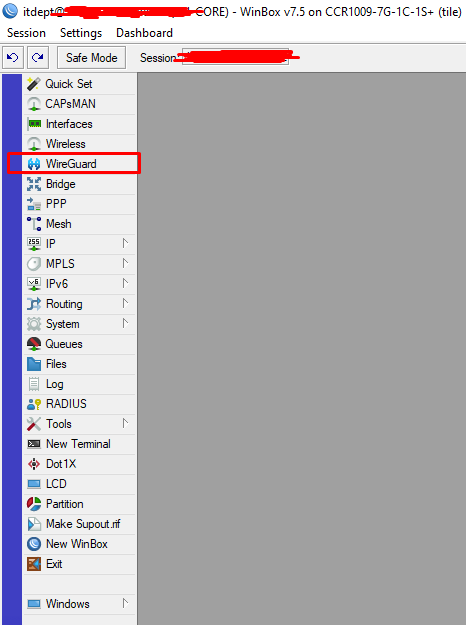 itdept@ CORE) - WinBox v7.5 on CCR1009-7G-1C-1S+ (tile)
Session Settings Dashboard
Safe Mode Session:
Quick Set
CAPsMAN
Interfaces
Wireless
WireGuard
Bridge
PPP
Mesh
255 IP
MPLS
v6 IPv6
Routing
System
Queues
Files
Log
RADIUS
Tools
New Terminal
Dot1X
LCD
Partition
Make Supout.rif
New WinBox
Exit
Windows